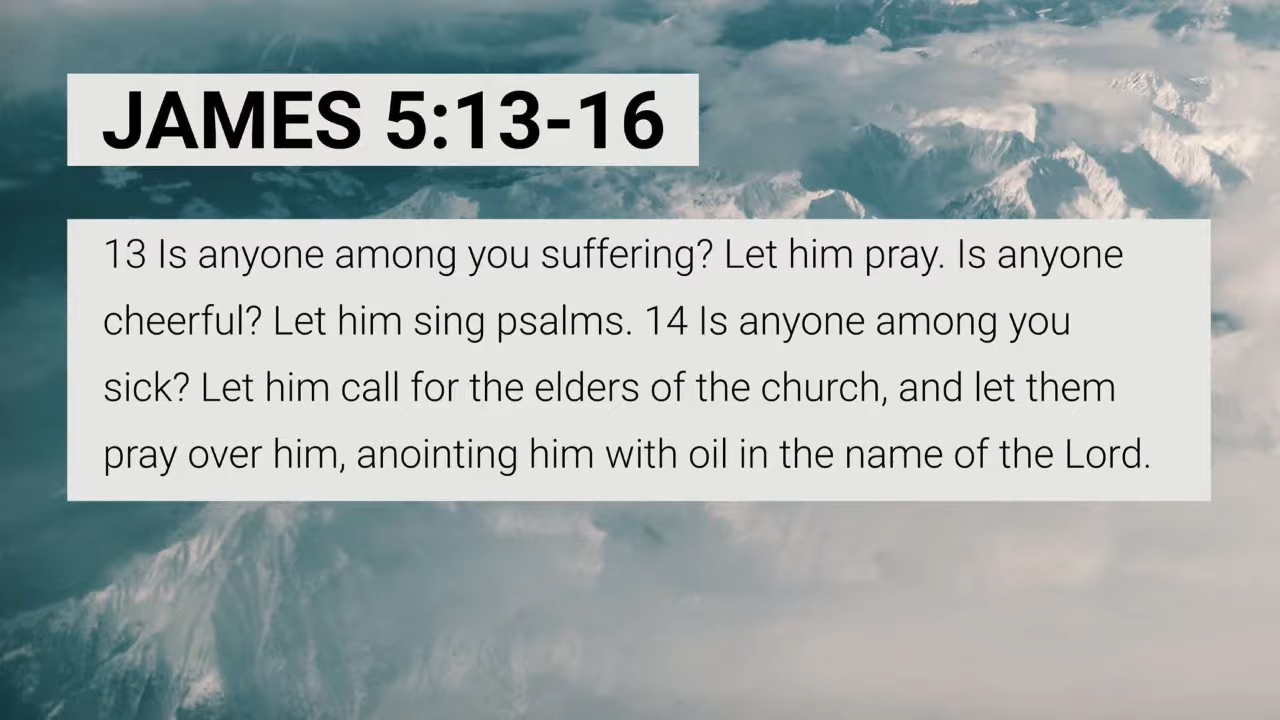 JAMES 5:13-16
13 Is anyone among you suffering? Let him pray. Is anyone
cheerful? Let him sing psalms. 14 Is anyone among you
sick? Let him call for the elders of the church, and let them
pray over him, anointing him with oil in the name of the Lord.